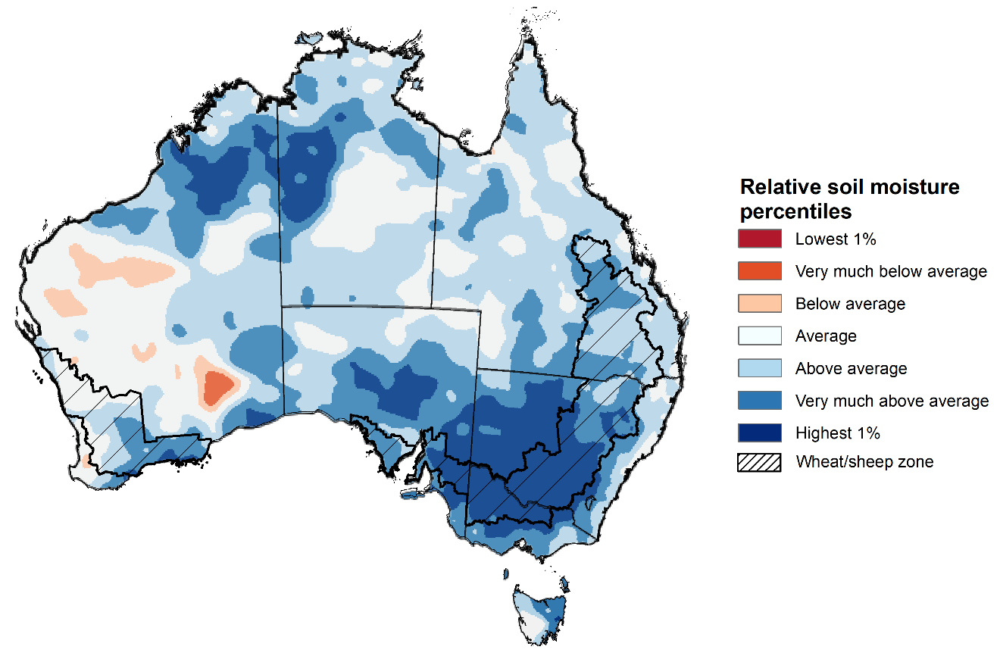 Relative soil moisture
percentiles
Lowest 1%
Very much below average
Below average
Average
Above average
Very much above average
Highest 1%
Wheat/sheep zone